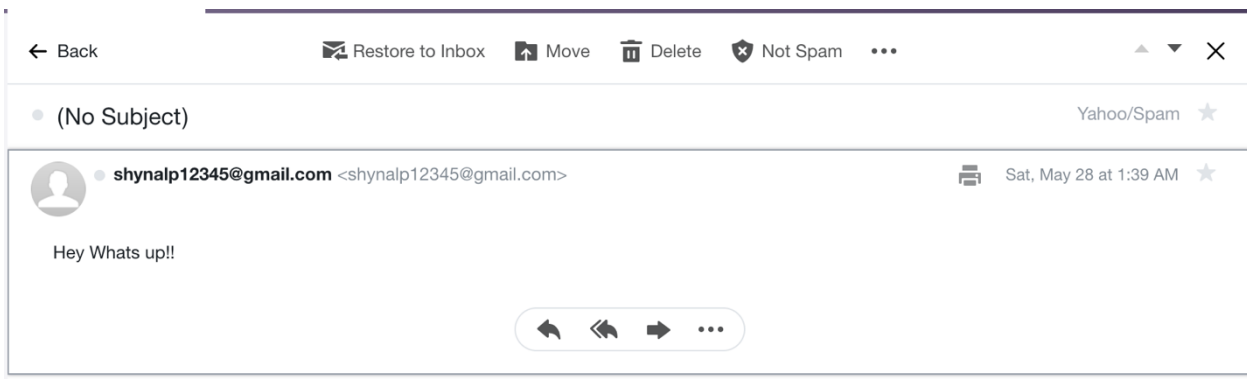 Back Restore to Inbox Move Delete Not Spam
(No Subject) Yahoo/Spam
shynalp12345@gmail.com <shynalp12345@gmail.com> Sat, May 28 at 1:39 AM
Hey Whats up!!